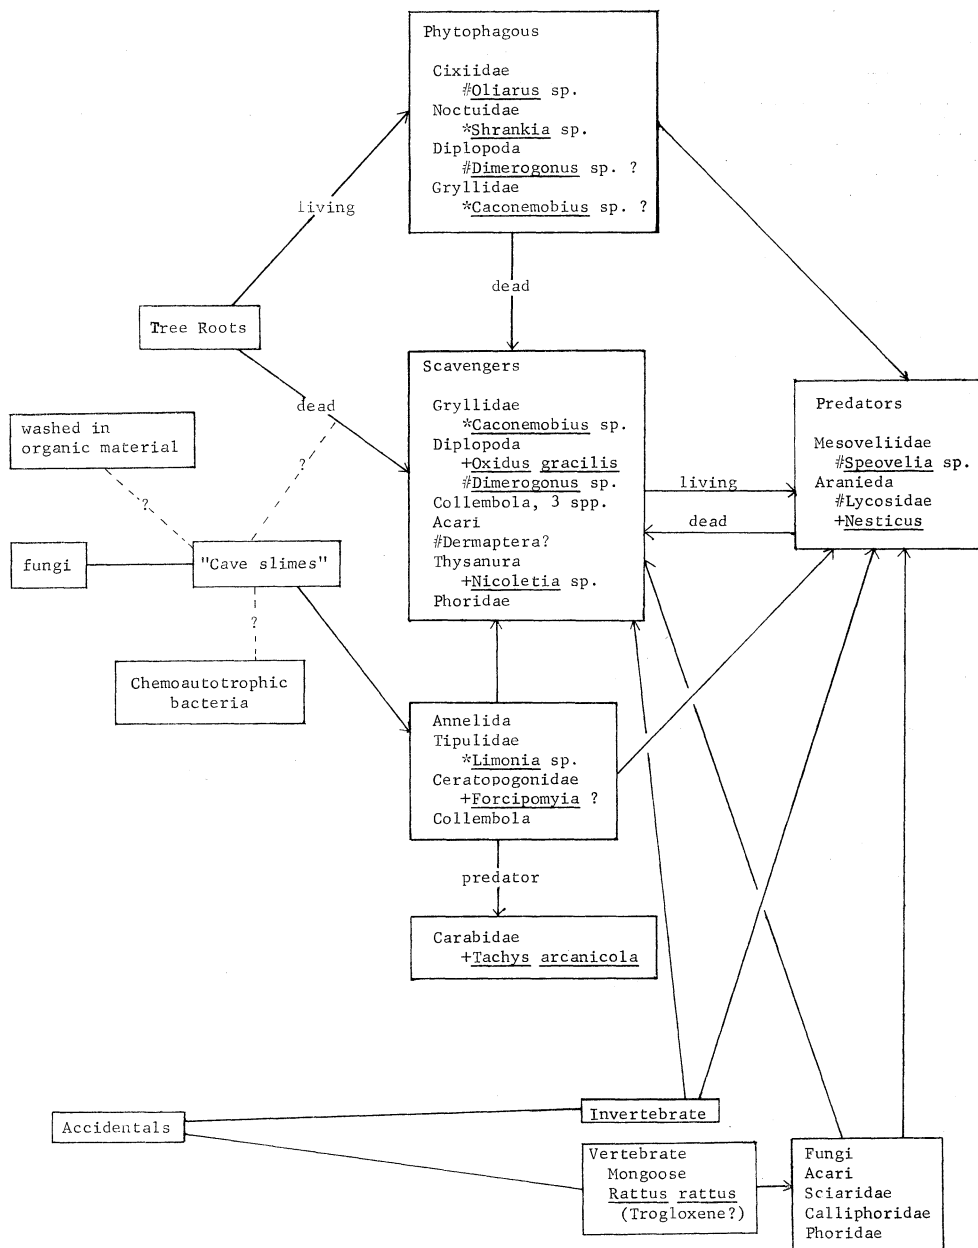 Phytophagous
Cixiidae
#Oliarus sp.
Noctuidae
*Shrankia sp.
Diplopoda
#Dimerogonus sp. ?
Gryllidae
*Caconemobius sp. ?
living
dead
Tree Roots
dead
Scavengers
Gryllidae
*Caconemobius sp.
Diplopoda
+Oxidus gracilis
#Dimerogonus sp.
Collembola, 3 spp.
Acari
#Dermaptera?
Thysanura
+Nicoletia sp.
Phoridae
living
dead
Predators
Mesoveliidae
#Speovelia sp.
Aranieda
#Lycosidae
+Nesticus
washed in
organic material
?
?
fungi
"Cave slimes"
?
Chemoautotrophic
bacteria
Annelida
Tipulidae
*Limonia sp.
Ceratopogonidae
+Forcipomyia ?
Collembola
predator
Carabidae
+Tachys arcanicola
Accidentals
Invertebrate
Vertebrate
Mongoose
Rattus rattus
(Trogloxene?)
Fungi
Acari
Sciaridae
Calliphoridae
Phoridae